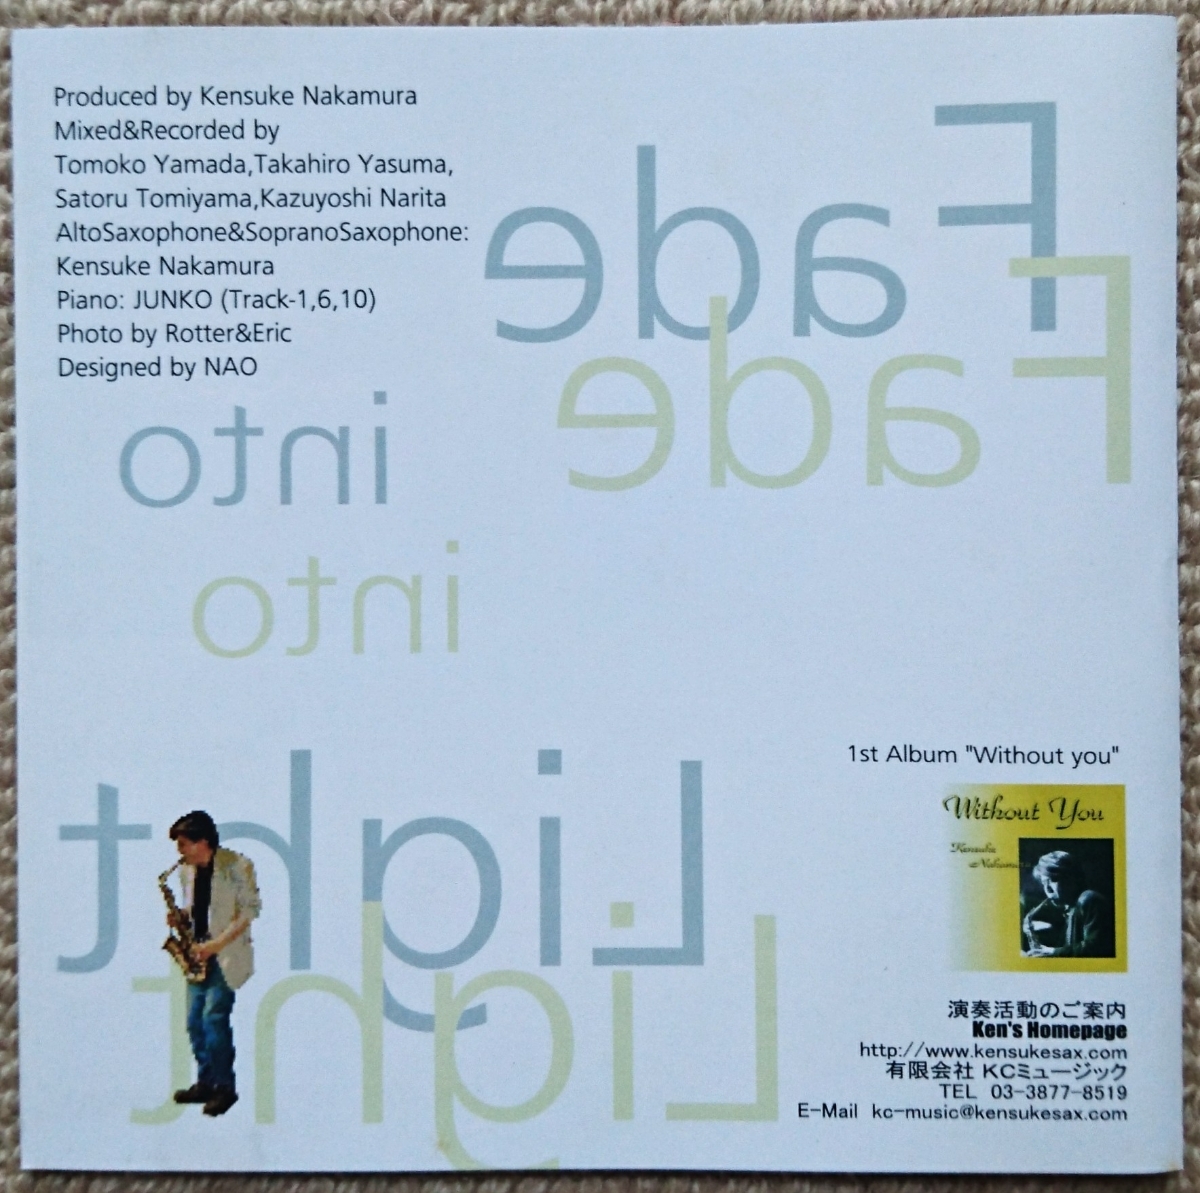 Produced by Kensuke Nakamura
Mixed&Recorded by
Tomoko Yamada,Takahiro Yasuma,
Satoru Tomiyama,Kazuyoshi Narita
AltoSaxophone&SopranoSaxophone:
Kensuke Nakamura
Piano: JUNKO (Track-1,6,10)
Photo by Rotter&Eric
Designed by NAO
Fade
Fade
into
into
Light
Light
1st Album "Without you"
Without You
Kensuke
Nakamura
演奏活動のご案内
Ken's Homepage
http://www.kensukesax.com
有限会社 KCミュージック
TEL 03-3877-8519
E-Mail kc-music@kensukesax.com